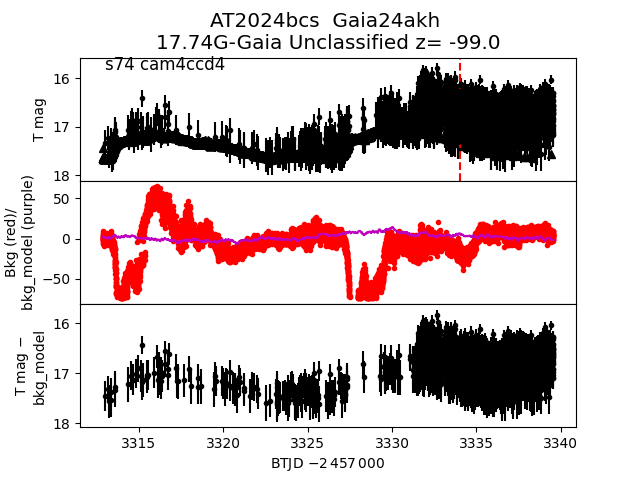 AT2024bcs  Gaia24akh
17.74G-Gaia Unclassified z= -99.0
s74 cam4ccd4
T mag
16
17
18
Bkg (red)/
bkg_model (purple)
50
0
−50
T mag −
bkg_model
16
17
18
3315 3320 3325 3330 3335 3340
BTJD −2 457 000